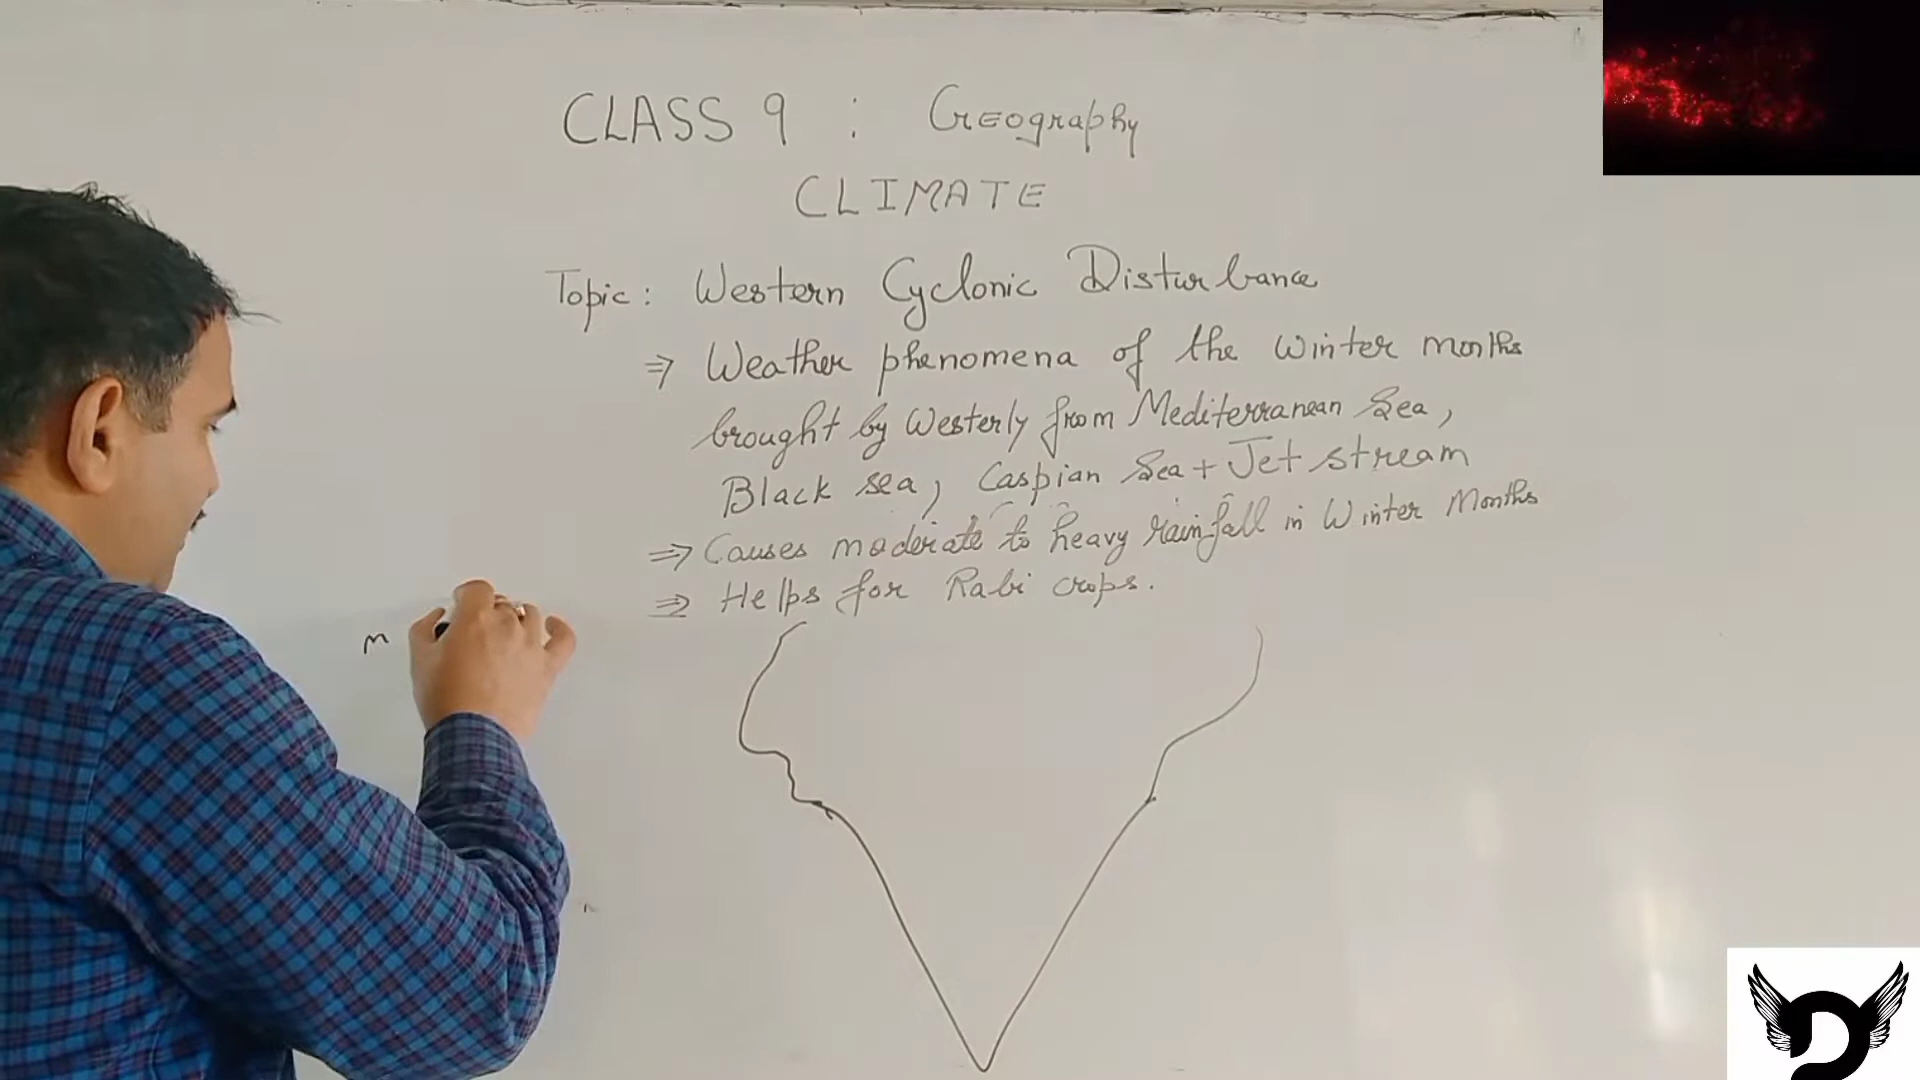 CLASS 9 : Geography
CLIMATE
Topic: Western Cyclonic Disturbance
⇒ Weather phenomena of the winter months
brought by Westerly from Mediterranean Sea,
Black sea, Caspian Sea + Jet stream
⇒ Causes moderate to heavy rainfall in Winter Months
⇒ Helps for Rabi crops.
m
D